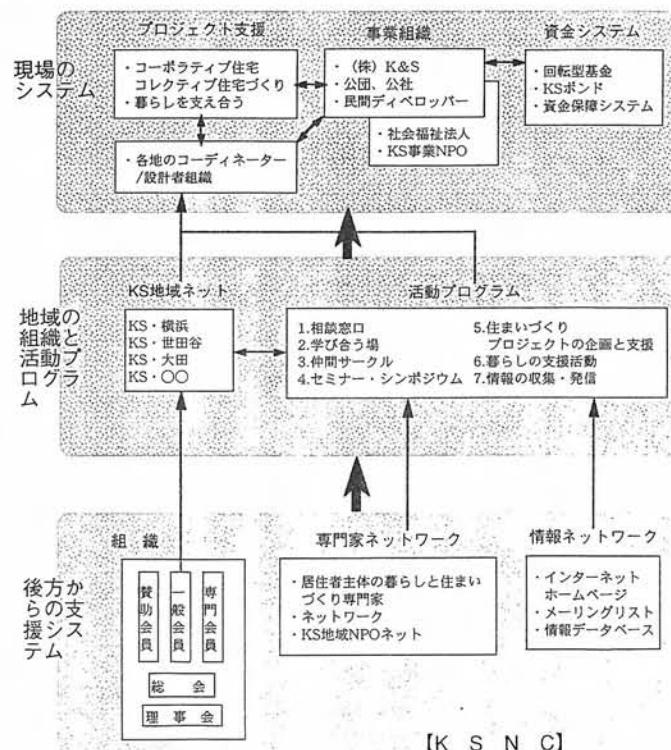 プロジェクト支援
・コーポラティブ住宅
コレクティブ住宅づくり
・暮らしを支え合う
・各地のコーディネーター
/設計者組織
事業組織
・（株）K&S
・公団、公社
・民間ディベロッパー
・社会福祉法人
・KS事業NPO
資金システム
・回転型基金
・KSボンド
・資金保障システム
現場の
システム
KS地域ネット
KS・横浜
KS・世田谷
KS・大田
KS・〇〇
活動プログラム
1.相談窓口
2.学び合う場
3.仲間サークル
4.セミナー・シンポジウム
5.住まいづくり
プロジェクトの企画と支援
6.暮らしの支援活動
7.情報の収集・発信
地域の
組織と
活動プ
ログラ
ム
組織
賛助会員
一般会員
専門会員
総会
理事会
専門家ネットワーク
・居住者主体の暮らしと住まい
づくり専門家
・ネットワーク
・KS地域NPOネット
情報ネットワーク
・インターネット
ホームページ
・メーリングリスト
・情報データベース
後方か
らの支
援シス
テム
【K S N C】